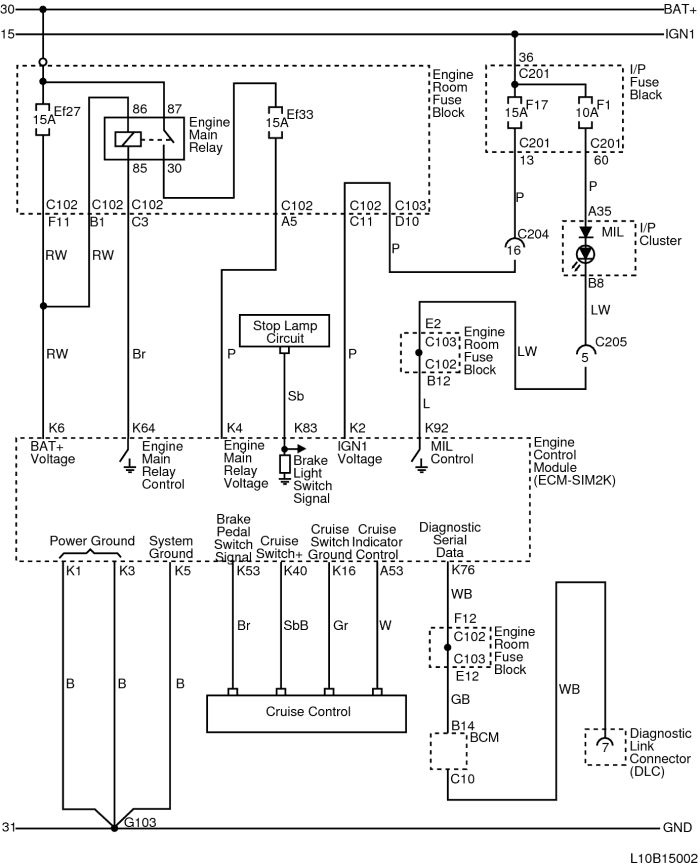 30 BAT+
15 IGN1
36
C201
I/P
Fuse
Black
Engine
Room
Fuse
Block
Ef27
15A
86 87
Engine
Main
Relay
85 30
Ef33
15A
F17
15A
F1
10A
C201 C201
13 60
C102 C102 C102 C102 C102 C103
F11 B1 C3 A5 C11 D10
P
P
A35
MIL
I/P
Cluster
B8
C204
16
RW RW
P
LW
C205
5
Stop Lamp
Circuit
E2
C103
C102
B12
Engine
Room
Fuse
Block
LW
RW Br P Sb P L
K6 K64 K4 K83 K2 K92
BAT+
Voltage
Engine
Main
Relay
Control
Engine
Main
Relay
Voltage
Brake
Light
Switch
Signal
IGN1
Voltage
MIL
Control
Engine
Control
Module
(ECM-SIM2K)
Power Ground
System
Ground
Brake
Pedal
Switch
Signal
Cruise
Switch+
Cruise
Switch
Ground
Cruise
Indicator
Control
Diagnostic
Serial
Data
K1 K3 K5 K53 K40 K16 A53 K76
WB
F12
C102
C103
E12
Engine
Room
Fuse
Block
Br SbB Gr W
B B B
GB
WB
Cruise Control
B14
BCM
C10
7
Diagnostic
Link
Connector
(DLC)
G103
31 GND
L10B15002